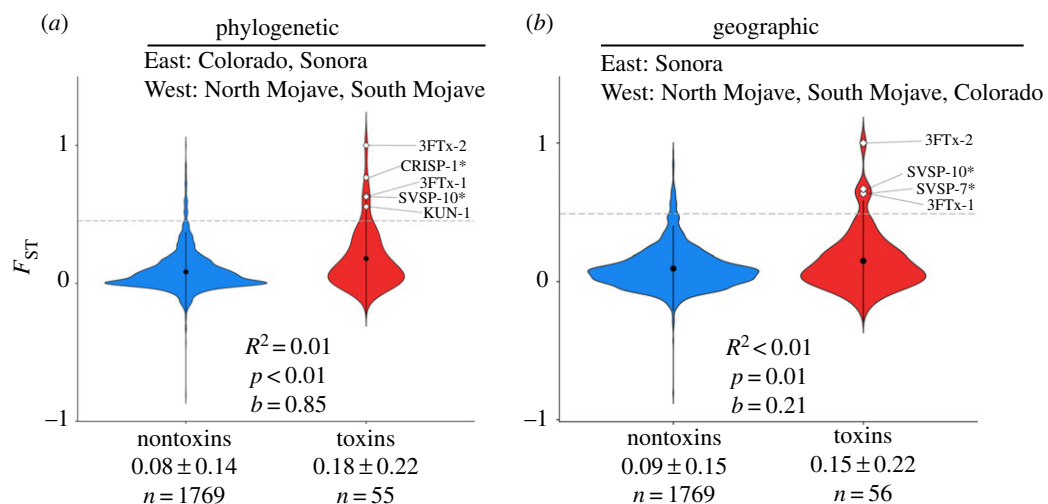 (a) phylogenetic
East: Colorado, Sonora
West: North Mojave, South Mojave
F_ST
1
0
−1
3FTx-2
CRISP-1*
3FTx-1
SVSP-10*
KUN-1
R² = 0.01
p < 0.01
b = 0.85
nontoxins
0.08 ± 0.14
n = 1769
toxins
0.18 ± 0.22
n = 55
(b) geographic
East: Sonora
West: North Mojave, South Mojave, Colorado
1
0
−1
3FTx-2
SVSP-10*
SVSP-7*
3FTx-1
R² < 0.01
p = 0.01
b = 0.21
nontoxins
0.09 ± 0.15
n = 1769
toxins
0.15 ± 0.22
n = 56